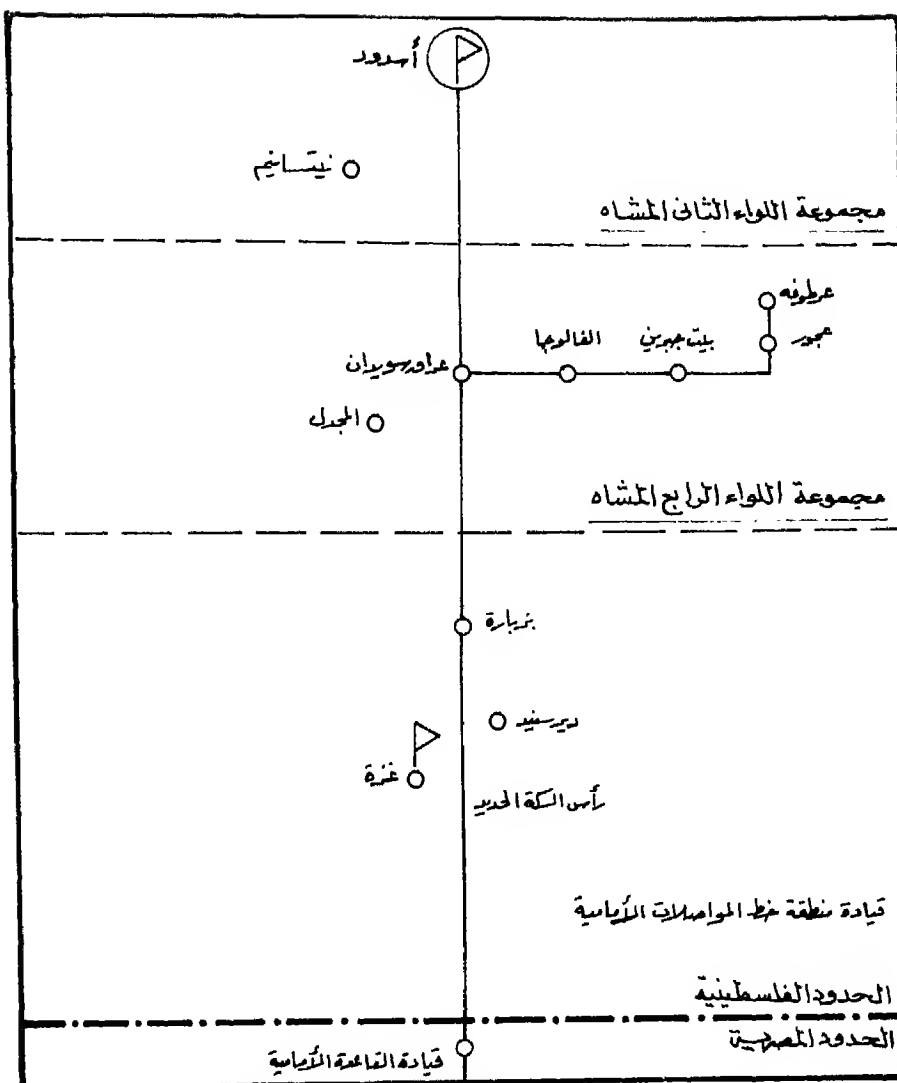 أسدود
نيتسانيم
مجموعة اللواء الثانى المشاه
عرطوفه
عجور
بيت جبرين
الفالوجا
عراق سويدان
المجدل
مجموعة اللواء الرابع المشاه
بربارة
دير سنيد
غزة
رأس السكة الحديد
قيادة منطقة خط المواصلات الأمامية
الحدود الفلسطينية
الحدود المصرية
قيادة القاعدة الأمامية